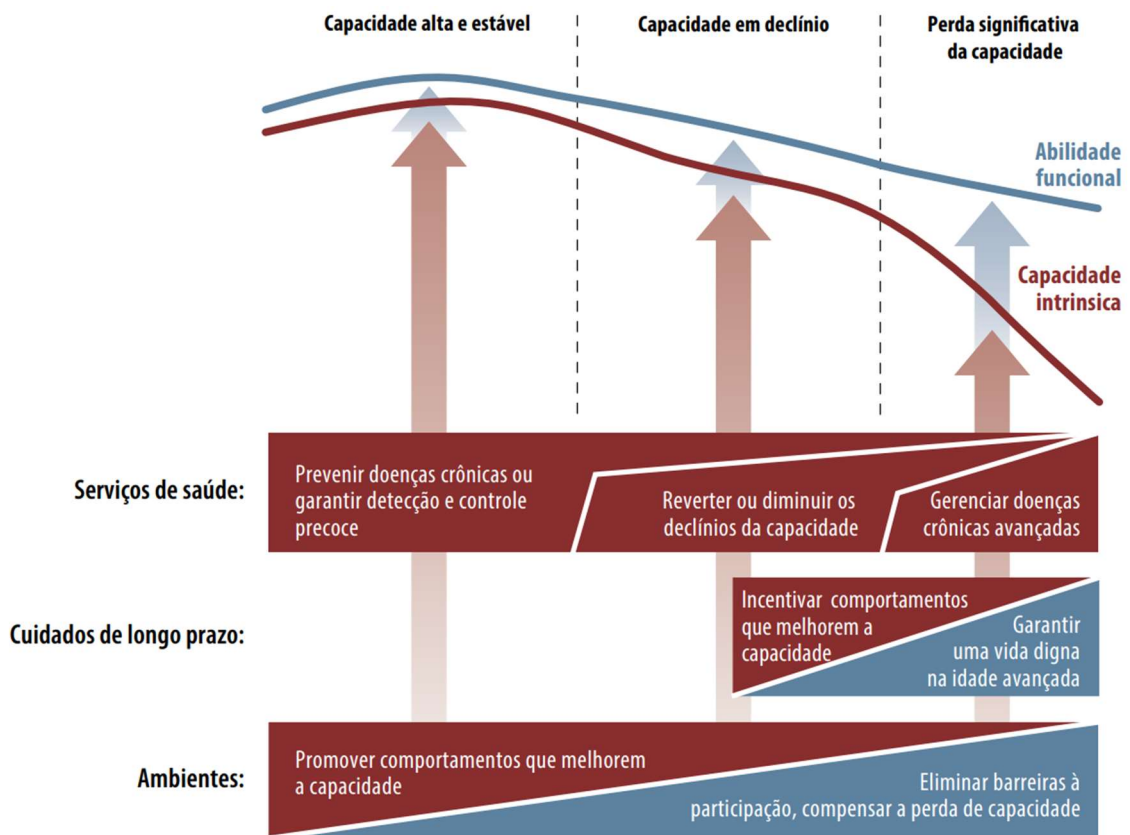 Capacidade alta e estável
Capacidade em declínio
Perda significativa
da capacidade
Abilidade
funcional
Capacidade
intrinsica
Serviços de saúde:
Prevenir doenças crônicas ou
garantir detecção e controle
precoce
Reverter ou diminuir os
declínios da capacidade
Gerenciar doenças
crônicas avançadas
Cuidados de longo prazo:
Incentivar comportamentos
que melhorem a
capacidade
Garantir
uma vida digna
na idade avançada
Ambientes:
Promover comportamentos que melhorem
a capacidade
Eliminar barreiras à
participação, compensar a perda de capacidade